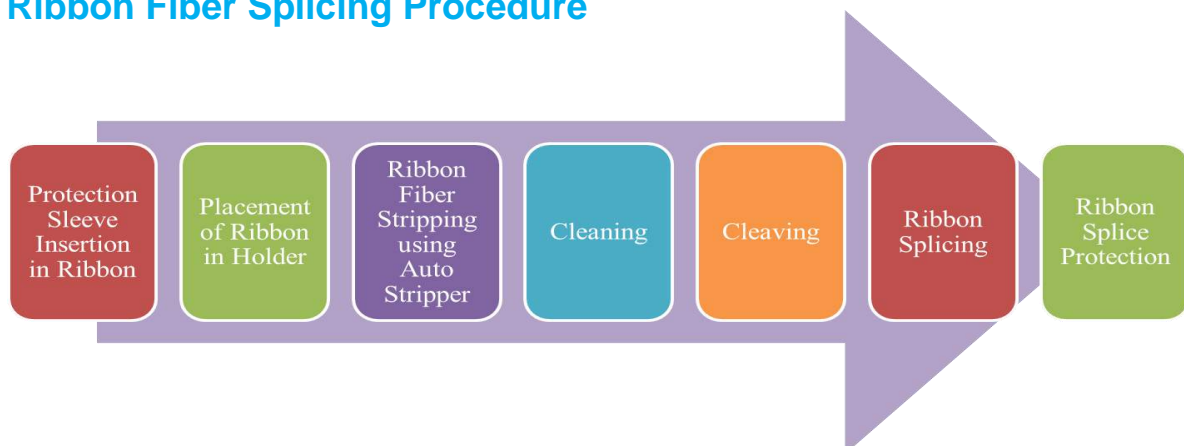 Ribbon Fiber Splicing Procedure
Protection
Sleeve
Insertion
in Ribbon
Placement
of Ribbon
in Holder
Ribbon
Fiber
Stripping
using
Auto
Stripper
Cleaning
Cleaving
Ribbon
Splicing
Ribbon
Splice
Protection